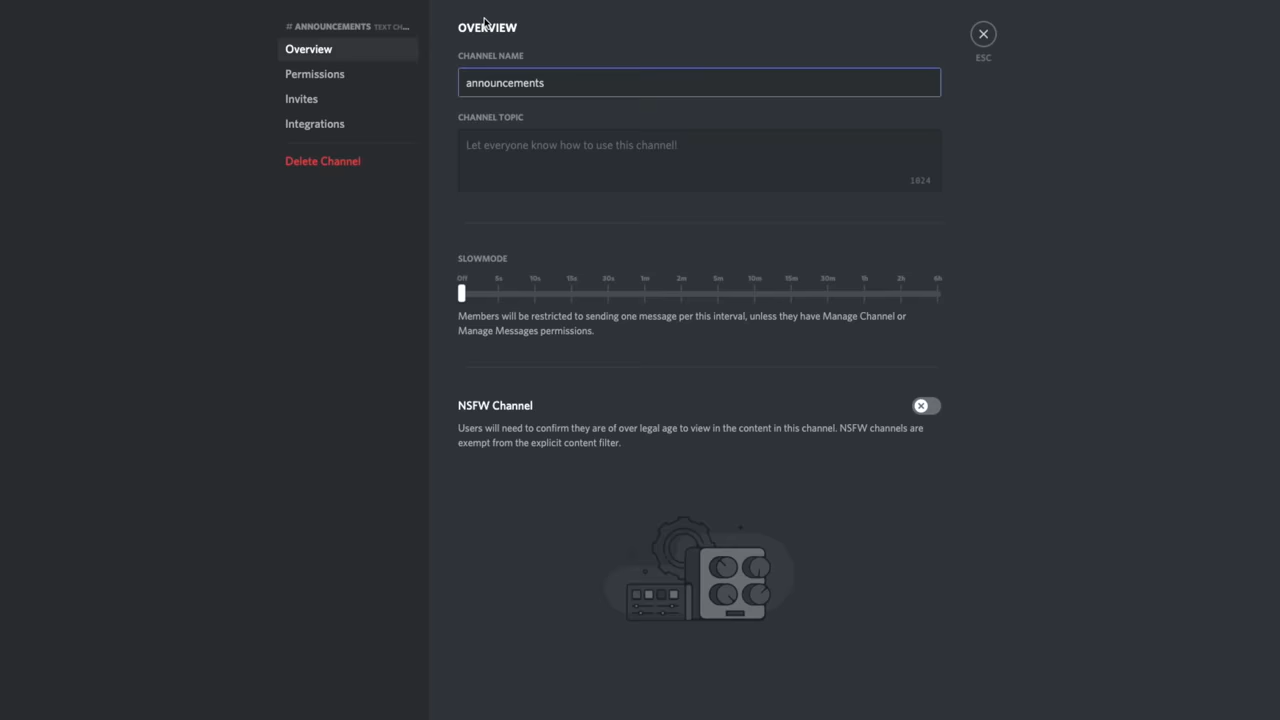 # ANNOUNCEMENTS TEXT CH...
Overview
Permissions
Invites
Integrations
Delete Channel
OVERVIEW
CHANNEL NAME
announcements
CHANNEL TOPIC
Let everyone know how to use this channel!
1024
SLOWMODE
Off 5s 10s 15s 30s 1m 2m 5m 10m 15m 30m 1h 2h 6h
Members will be restricted to sending one message per this interval, unless they have Manage Channel or
Manage Messages permissions.
NSFW Channel
Users will need to confirm they are of over legal age to view in the content in this channel. NSFW channels are
exempt from the explicit content filter.
ESC